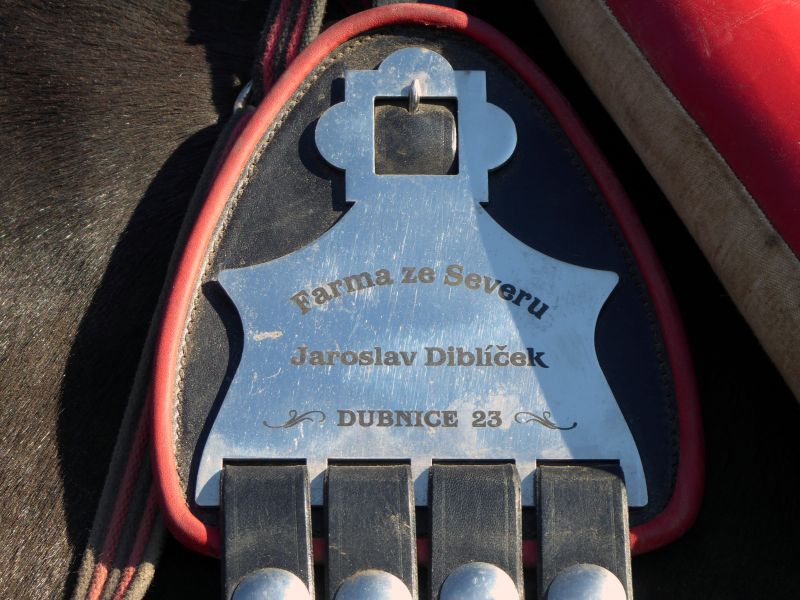 Farma ze Severu
Jaroslav Diblíček
DUBNICE 23